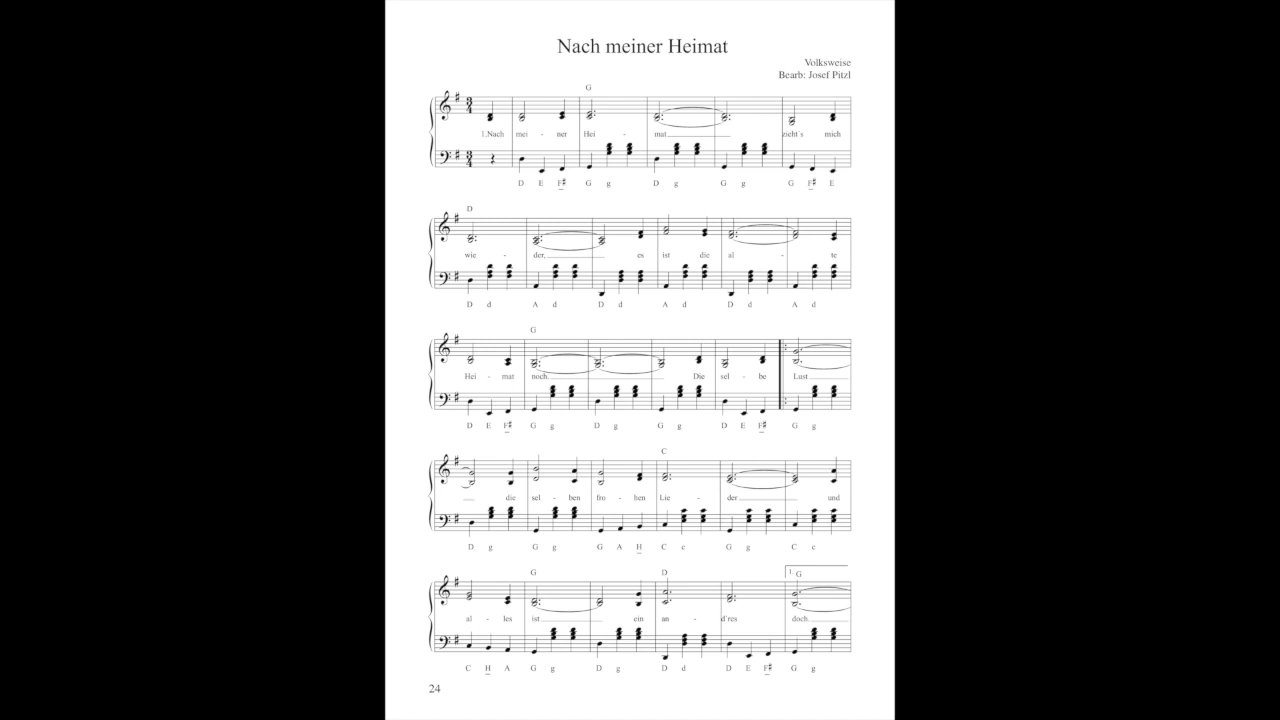 Nach meiner Heimat
Volksweise
Bearb: Josef Pitzl
G
1.Nach mei - ner Hei - mat zieht's mich
D E F# G g D g G g G F# E
D
wie - der, es ist die al - te
D d A d D d A d D d A d
G
Hei - mat noch. Die sel - be Lust
D E F# G g D g G g D E F# G g
C
die sel - ben fro - hen Lie - der und
D g G g G A H C c G g C c
G D 1. G
al - les ist ein an - d'res doch.
C H A G g D g D d D E F# G g
24